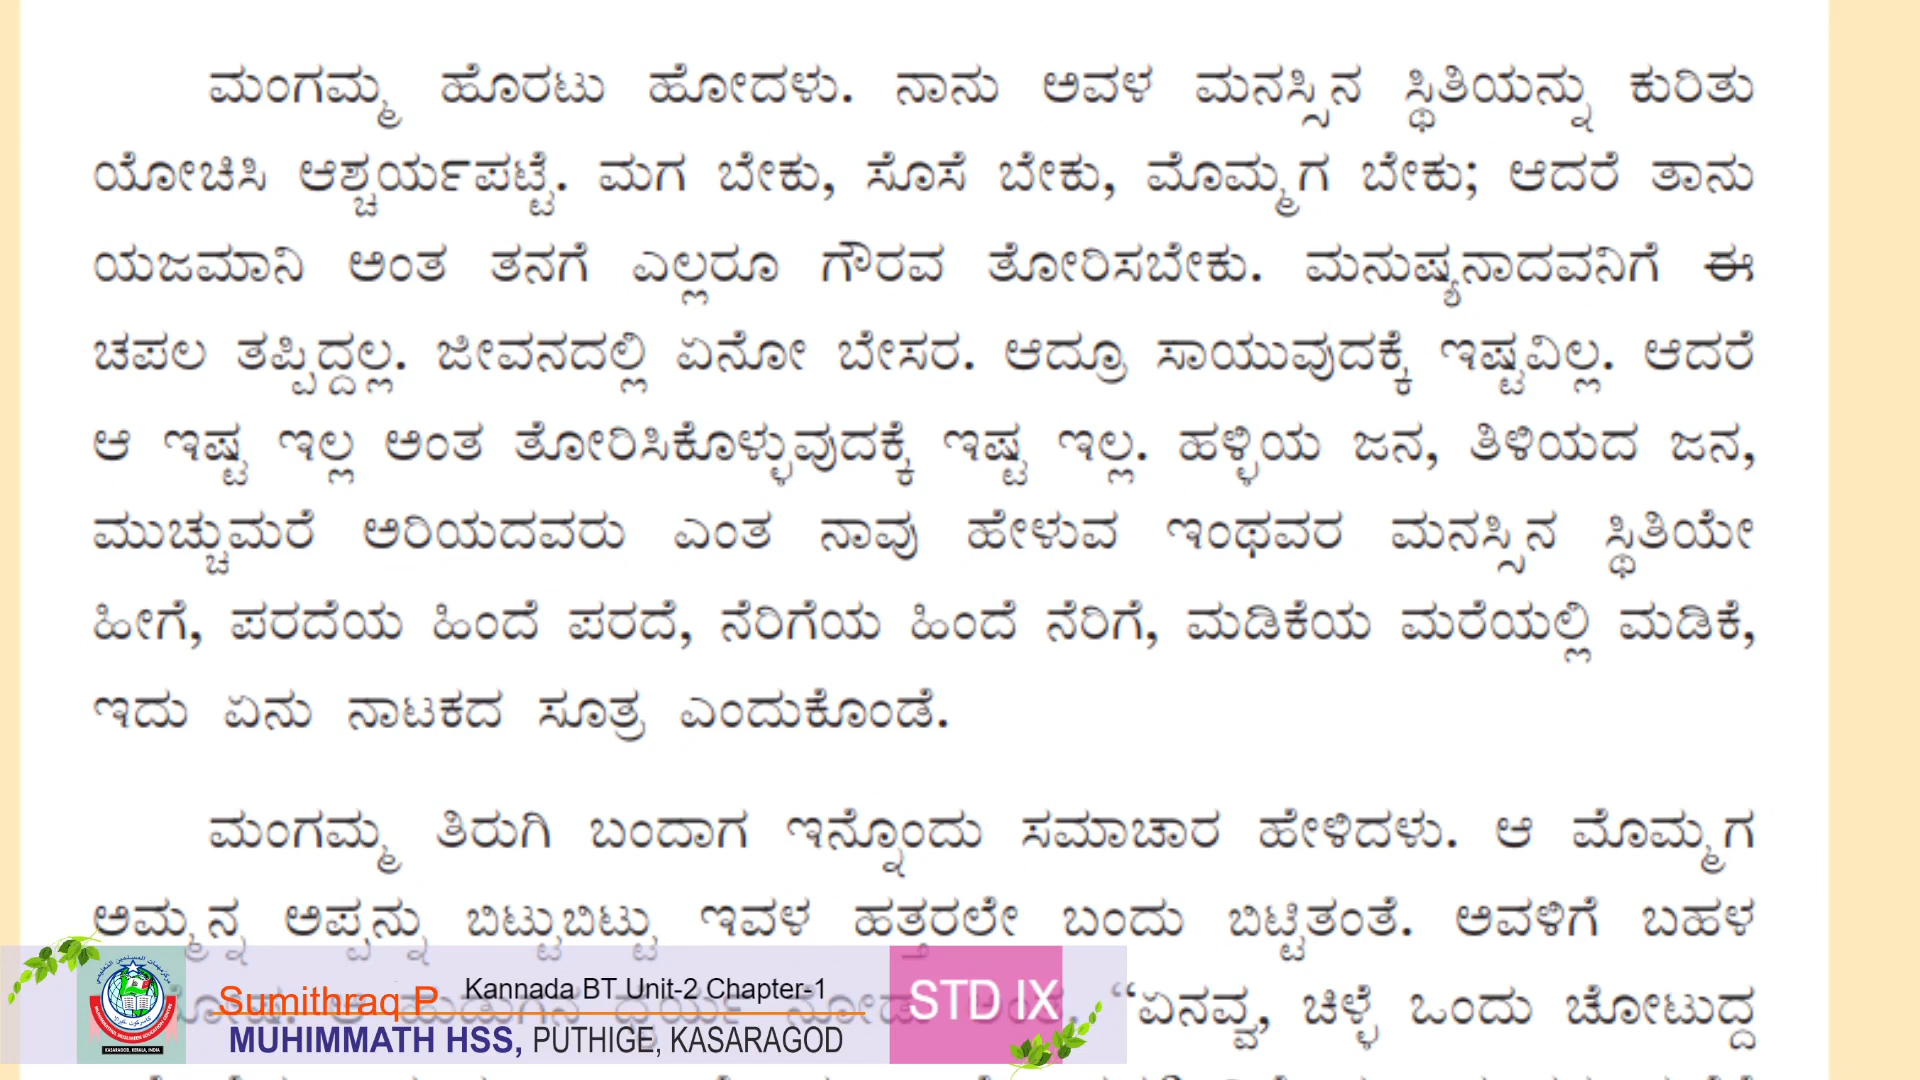 ಮಂಗಮ್ಮ ಹೊರಟು ಹೋದಳು. ನಾನು ಅವಳ ಮನಸ್ಸಿನ ಸ್ಥಿತಿಯನ್ನು ಕುರಿತು
ಯೋಚಿಸಿ ಆಶ್ಚರ್ಯಪಟ್ಟೆ. ಮಗ ಬೇಕು, ಸೊಸೆ ಬೇಕು, ಮೊಮ್ಮಗ ಬೇಕು; ಆದರೆ ತಾನು
ಯಜಮಾನಿ ಅಂತ ತನಗೆ ಎಲ್ಲರೂ ಗೌರವ ತೋರಿಸಬೇಕು. ಮನುಷ್ಯನಾದವನಿಗೆ ಈ
ಚಪಲ ತಪ್ಪಿದ್ದಲ್ಲ. ಜೀವನದಲ್ಲಿ ಏನೋ ಬೇಸರ. ಆದ್ರೂ ಸಾಯುವುದಕ್ಕೆ ಇಷ್ಟವಿಲ್ಲ. ಆದರೆ
ಆ ಇಷ್ಟ ಇಲ್ಲ ಅಂತ ತೋರಿಸಿಕೊಳ್ಳುವುದಕ್ಕೆ ಇಷ್ಟ ಇಲ್ಲ. ಹಳ್ಳಿಯ ಜನ, ತಿಳಿಯದ ಜನ,
ಮುಚ್ಚುಮರೆ ಅರಿಯದವರು ಎಂತ ನಾವು ಹೇಳುವ ಇಂಥವರ ಮನಸ್ಸಿನ ಸ್ಥಿತಿಯೇ
ಹೀಗೆ, ಪರದೆಯ ಹಿಂದೆ ಪರದೆ, ನೆರಿಗೆಯ ಹಿಂದೆ ನೆರಿಗೆ, ಮಡಿಕೆಯ ಮರೆಯಲ್ಲಿ ಮಡಿಕೆ,
ಇದು ಏನು ನಾಟಕದ ಸೂತ್ರ ಎಂದುಕೊಂಡೆ.
ಮಂಗಮ್ಮ ತಿರುಗಿ ಬಂದಾಗ ಇನ್ನೊಂದು ಸಮಾಚಾರ ಹೇಳಿದಳು. ಆ ಮೊಮ್ಮಗ
ಅಮ್ಮನ್ನ ಅಪ್ಪನ್ನು ಬಿಟ್ಟುಬಿಟ್ಟು ಇವಳ ಹತ್ತರಲೇ ಬಂದು ಬಿಟ್ಟಿತಂತೆ. ಅವಳಿಗೆ ಬಹಳ
“ಏನವ್ವ, ಚಿಳ್ಳೆ ಒಂದು ಚೋಟುದ್ದ
Sumithraq P Kannada BT Unit-2 Chapter-1
MUHIMMATH HSS, PUTHIGE, KASARAGOD
STD IX